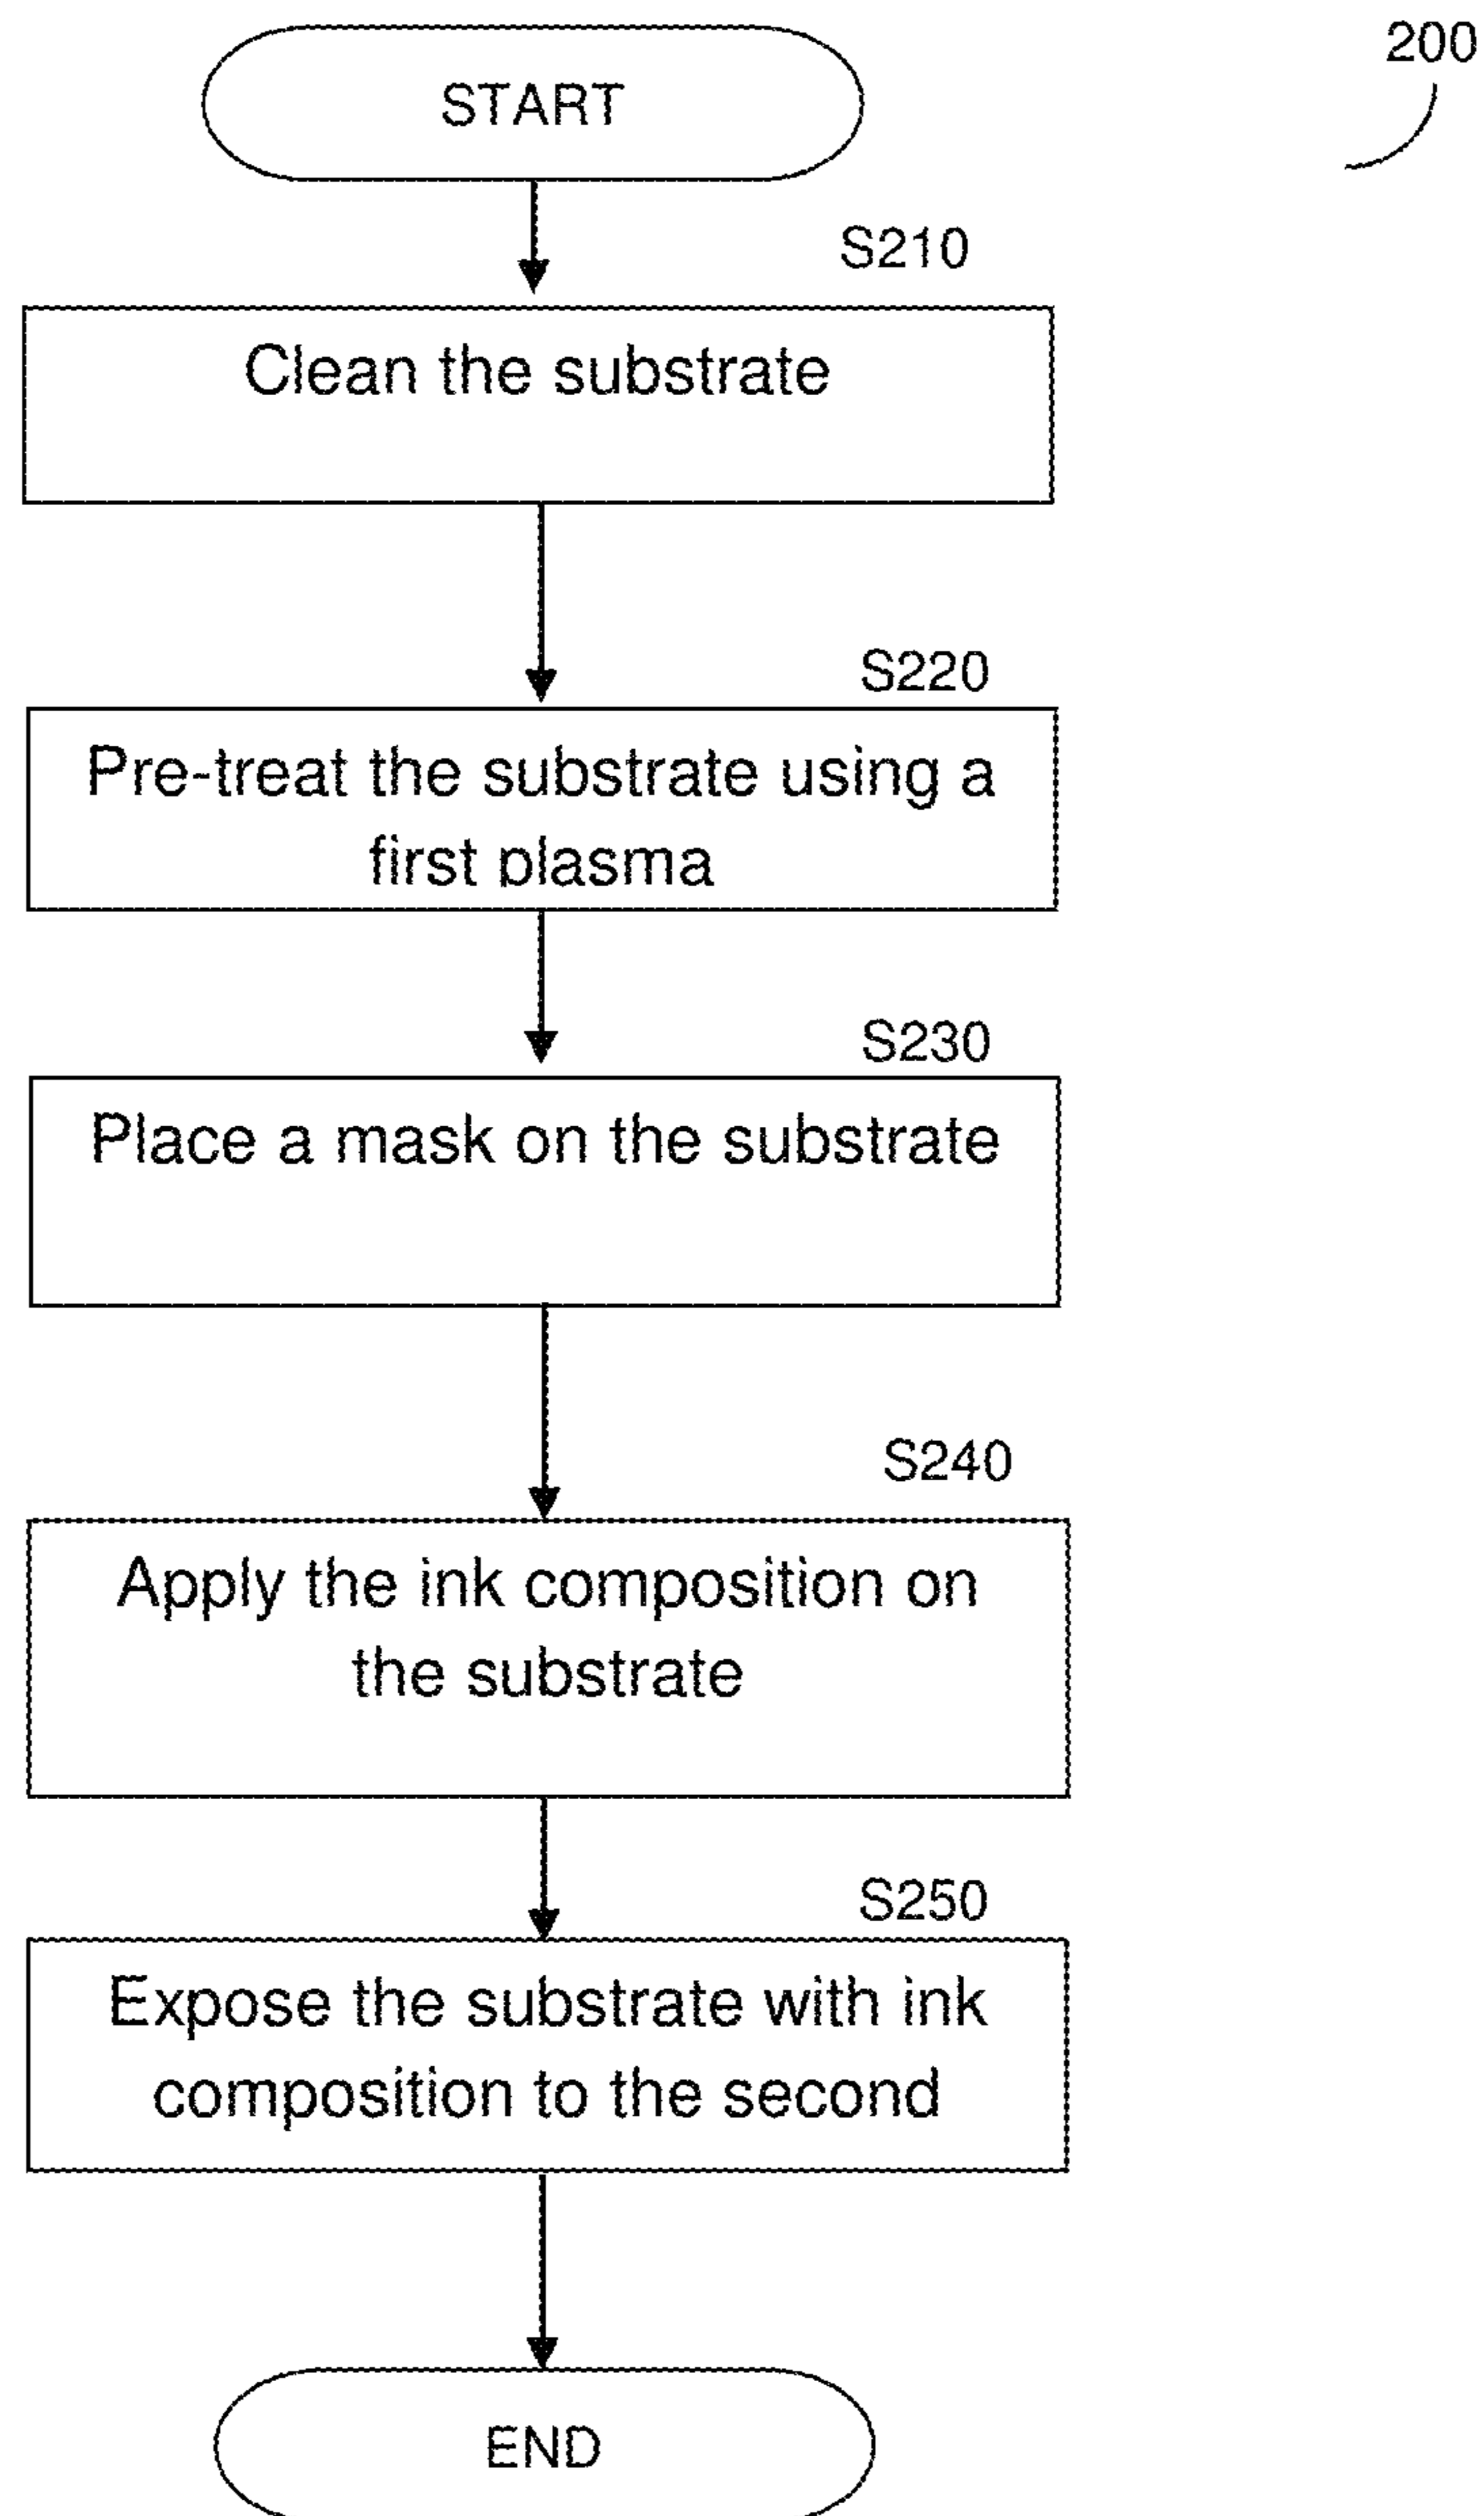 200
START
S210
Clean the substrate
S220
Pre-treat the substrate using a
first plasma
S230
Place a mask on the substrate
S240
Apply the ink composition on
the substrate
S250
Expose the substrate with ink
composition to the second
END